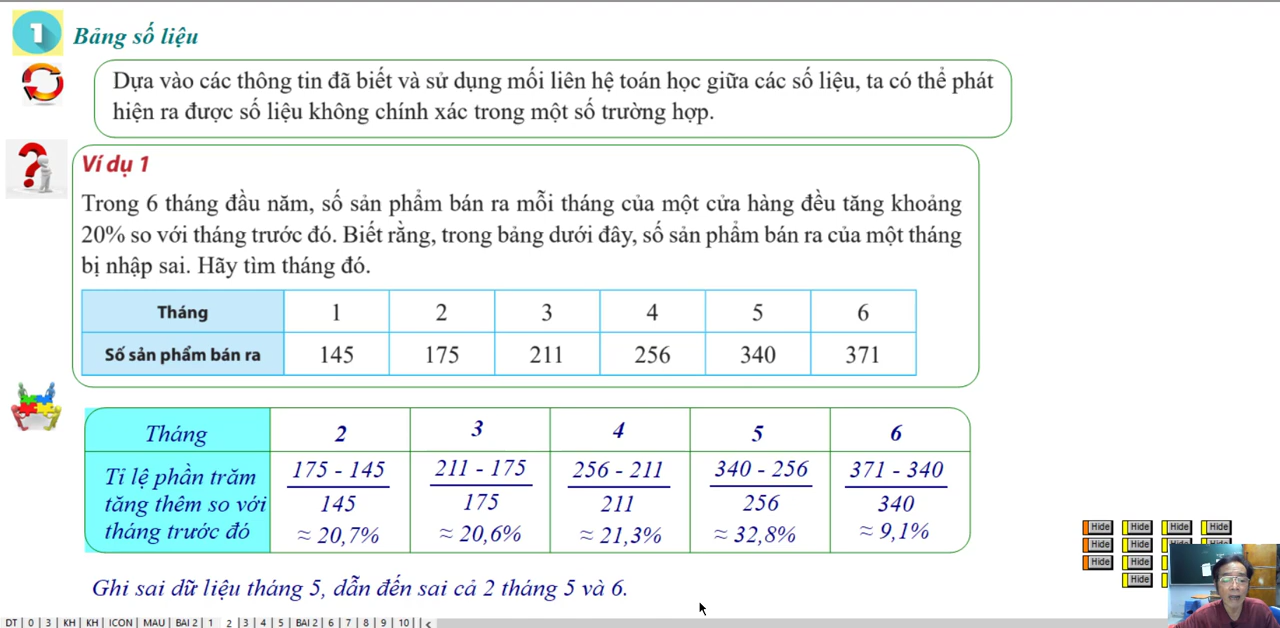 1 Bảng số liệu
Dựa vào các thông tin đã biết và sử dụng mối liên hệ toán học giữa các số liệu, ta có thể phát
hiện ra được số liệu không chính xác trong một số trường hợp.
Ví dụ 1
Trong 6 tháng đầu năm, số sản phẩm bán ra mỗi tháng của một cửa hàng đều tăng khoảng
20% so với tháng trước đó. Biết rằng, trong bảng dưới đây, số sản phẩm bán ra của một tháng
bị nhập sai. Hãy tìm tháng đó.
Tháng 1 2 3 4 5 6
Số sản phẩm bán ra 145 175 211 256 340 371
Tháng 2 3 4 5 6
Tỉ lệ phần trăm 175 - 145 211 - 175 256 - 211 340 - 256 371 - 340
tăng thêm so với 145 175 211 256 340
tháng trước đó ≈ 20,7% ≈ 20,6% ≈ 21,3% ≈ 32,8% ≈ 9,1%
Ghi sai dữ liệu tháng 5, dẫn đến sai cả 2 tháng 5 và 6.
Hide Hide Hide Hide
Hide Hide Hide Hide
Hide Hide
Hide
DT | 0 | 3 | KH | KH | ICON | MAU | BAI 2 | 1 2 | 3 | 4 | 5 | BAI 2 | 6 | 7 | 8 | 9 | 10 | | <